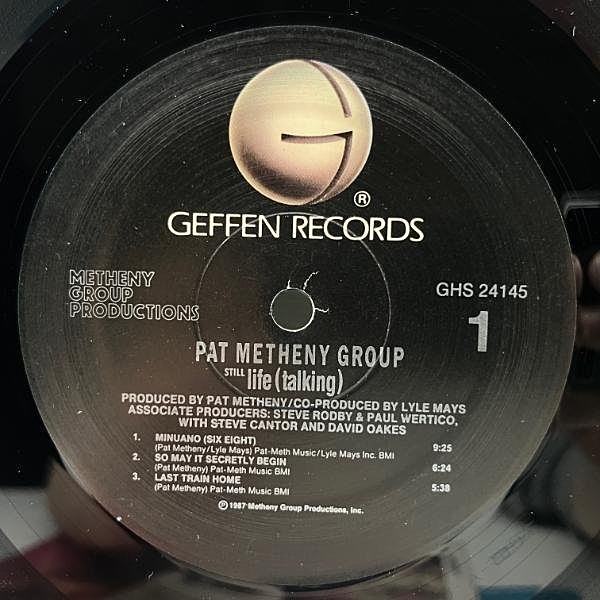 G
®
GEFFEN RECORDS
METHENY
GROUP
PRODUCTIONS
GHS 24145
1
PAT METHENY GROUP
STILL life (talking)
PRODUCED BY PAT METHENY/CO-PRODUCED BY LYLE MAYS
ASSOCIATE PRODUCERS: STEVE RODBY & PAUL WERTICO,
WITH STEVE CANTOR AND DAVID OAKES
1. MINUANO (SIX EIGHT)
(Pat Metheny/Lyle Mays) Pat-Meth Music/Lyle Mays Inc. BMI 9:25
2. SO MAY IT SECRETLY BEGIN
(Pat Metheny) Pat-Meth Music BMI 6:24
3. LAST TRAIN HOME
(Pat Metheny) Pat-Meth Music BMI 5:38
℗ © 1987 Metheny Group Productions, Inc.